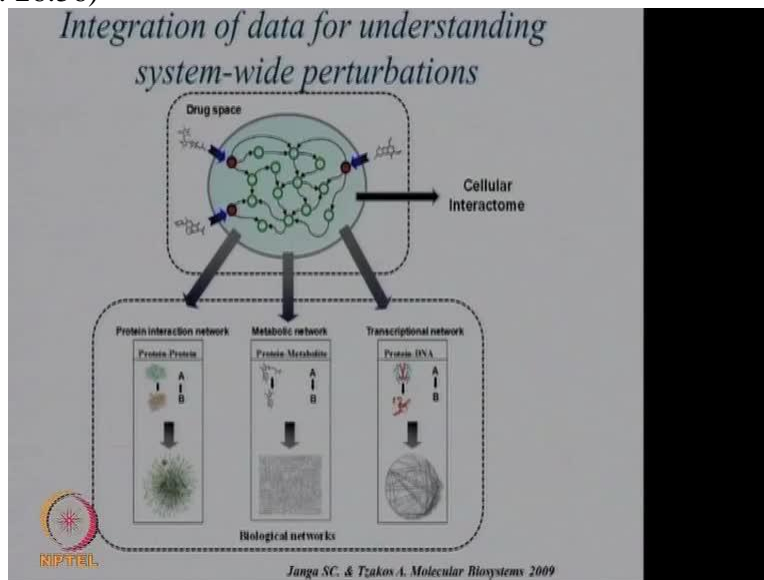 Integration of data for understanding
system-wide perturbations
Drug space
Cellular
Interactome
Protein interaction network
Metabolic network
Transcriptional network
Protein-Protein
Protein-Metabolite
Protein-DNA
A
B
A
B
A
B
Biological networks
NPTEL
Janga SC. & Tzakos A. Molecular Biosystems 2009